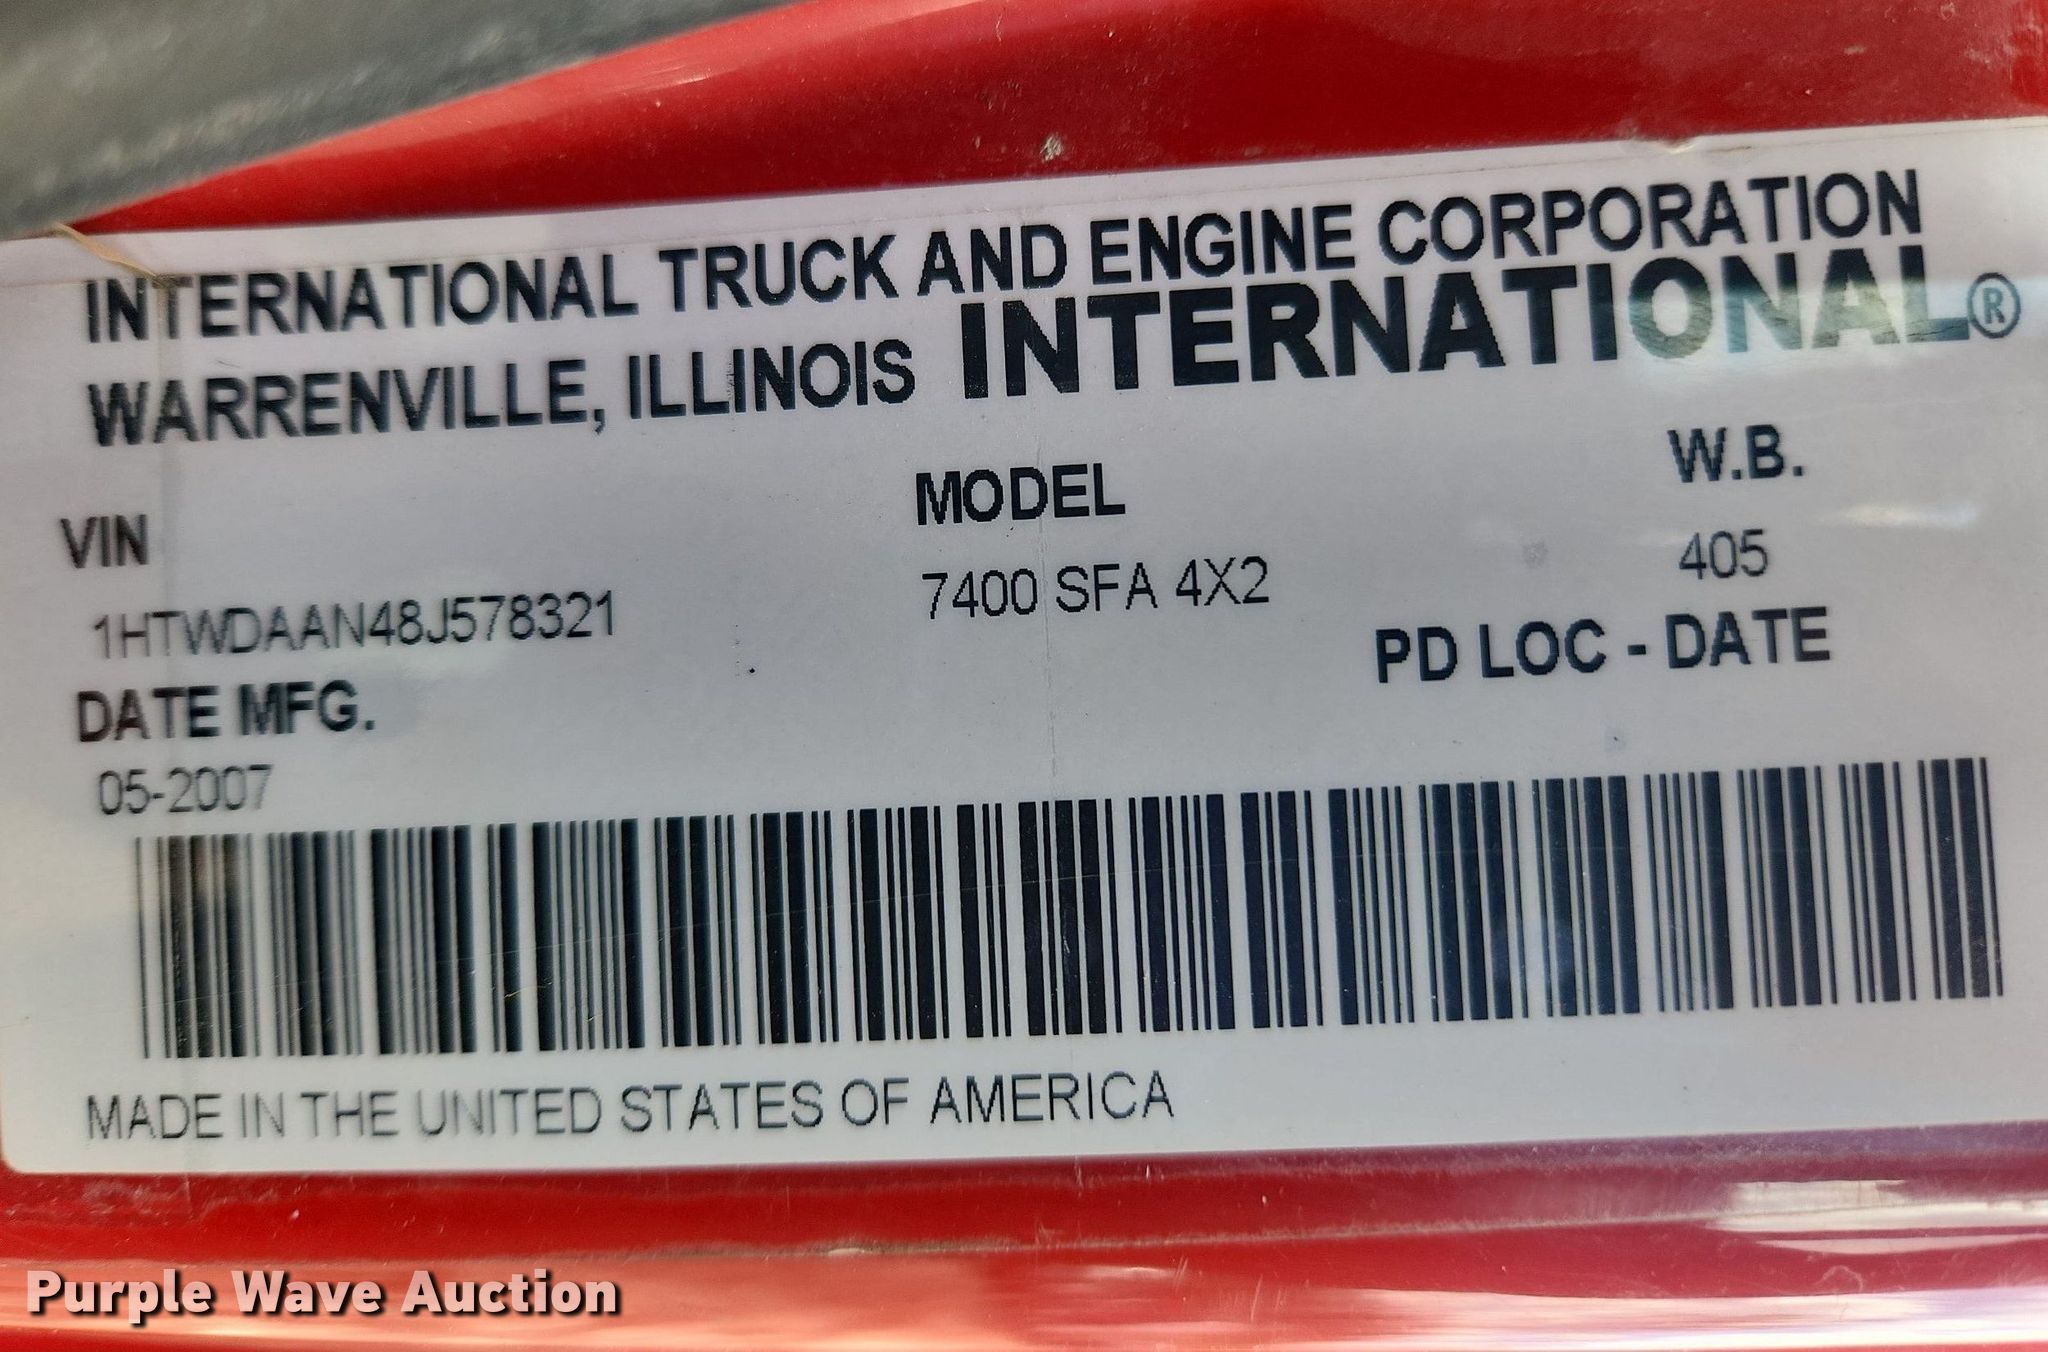 INTERNATIONAL TRUCK AND ENGINE CORPORATION
WARRENVILLE, ILLINOIS INTERNATIONAL®
VIN MODEL W.B.
1HTWDAAN48J578321 7400 SFA 4X2 405
DATE MFG. PD LOC - DATE
05-2007
MADE IN THE UNITED STATES OF AMERICA
Purple Wave Auction